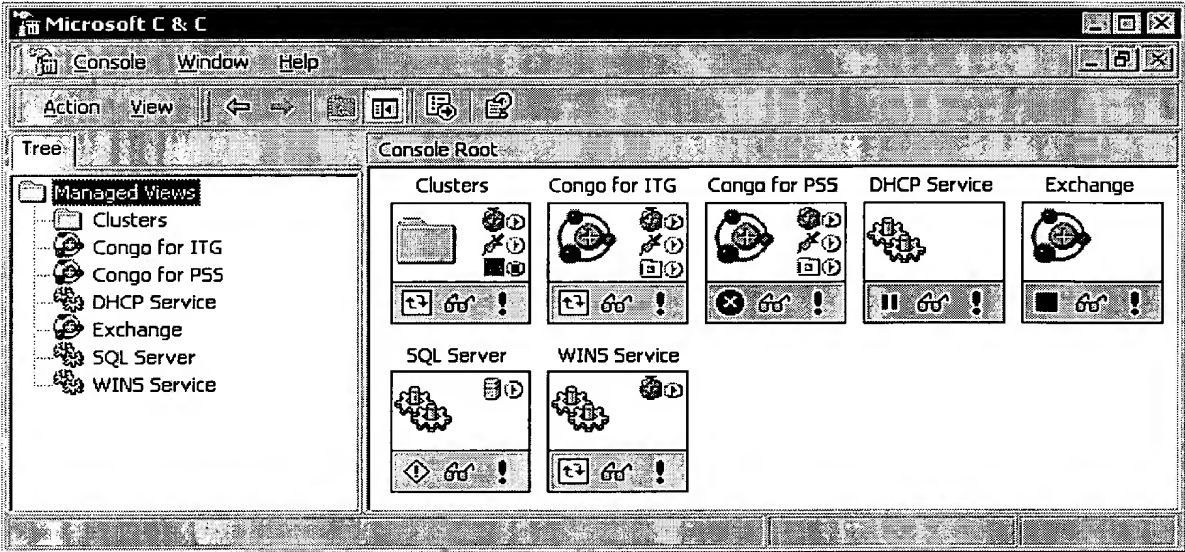 Microsoft C & C
Console Window Help
Action View
Tree
Console Root
Managed Views
Clusters
Congo for ITG
Congo for PSS
DHCP Service
Exchange
SQL Server
WINS Service
Clusters Congo for ITG Congo for PSS DHCP Service Exchange
SQL Server WINS Service